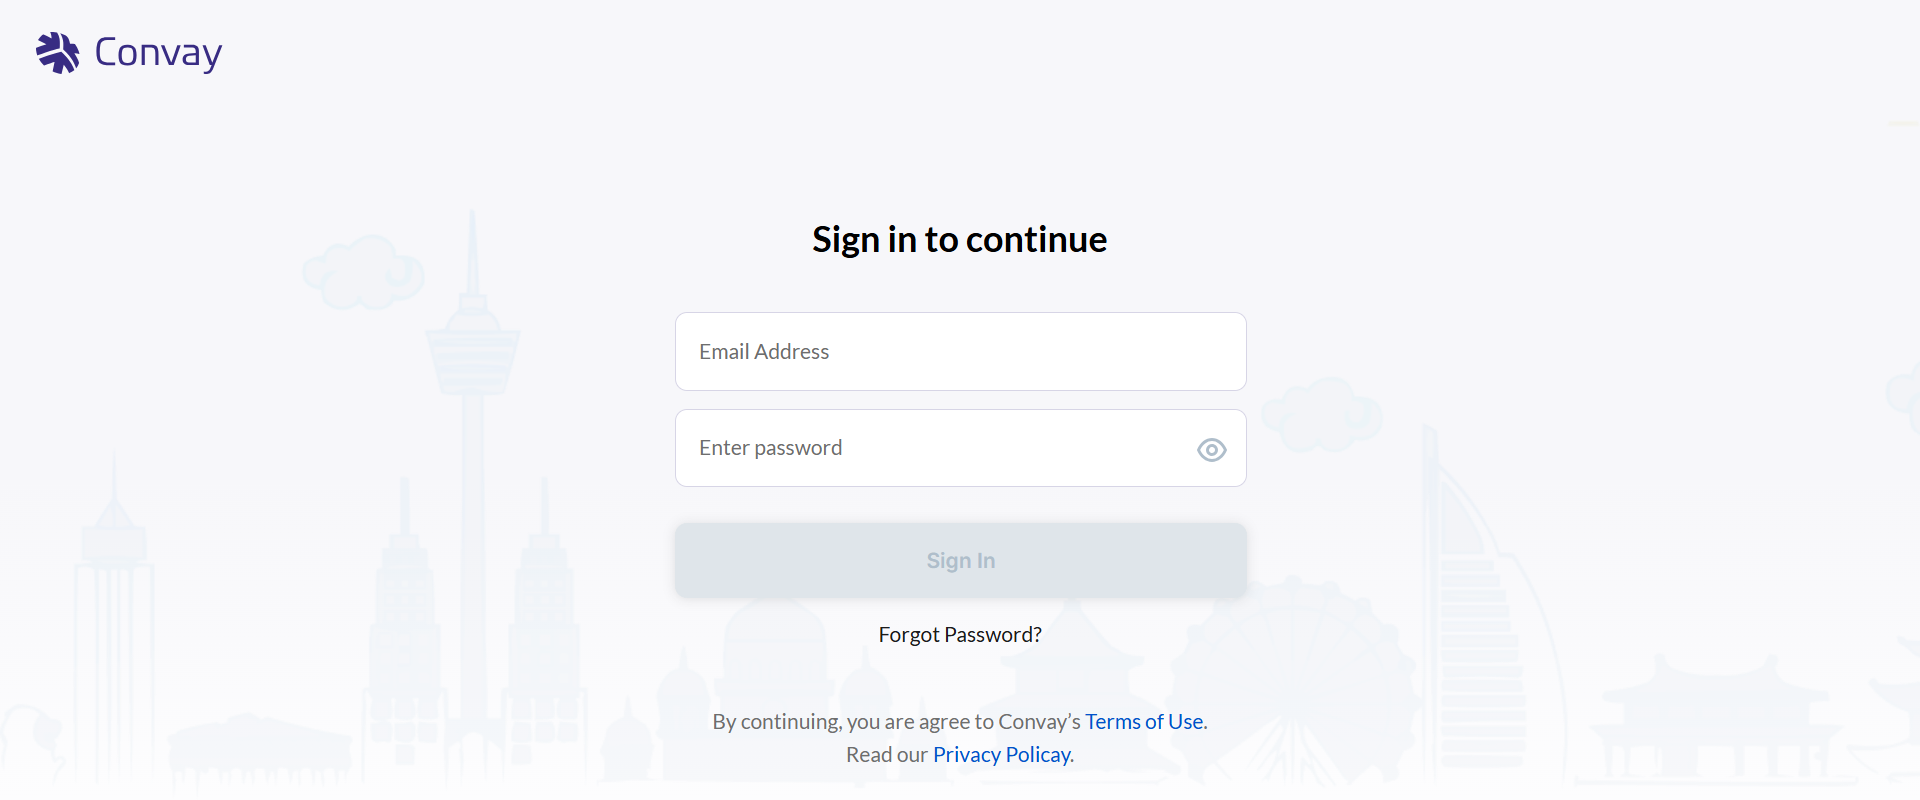 Convay
Sign in to continue
Email Address
Enter password
Sign In
Forgot Password?
By continuing, you are agree to Convay’s Terms of Use.
Read our Privacy Policay.